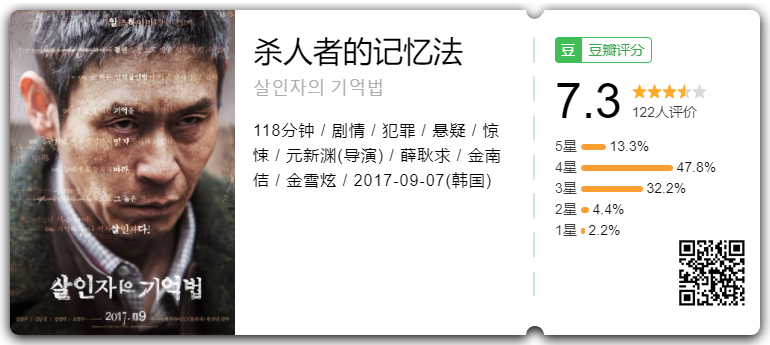 살인자의 기억법
2017. 09
杀人者的记忆法
살인자의 기억법
118分钟 / 剧情 / 犯罪 / 悬疑 / 惊
悚 / 元新渊(导演) / 薛耿求 / 金南
佶 / 金雪炫 / 2017-09-07(韩国)
豆 豆瓣评分
7.3
122人评价
5星 13.3%
4星 47.8%
3星 32.2%
2星 4.4%
1星 2.2%